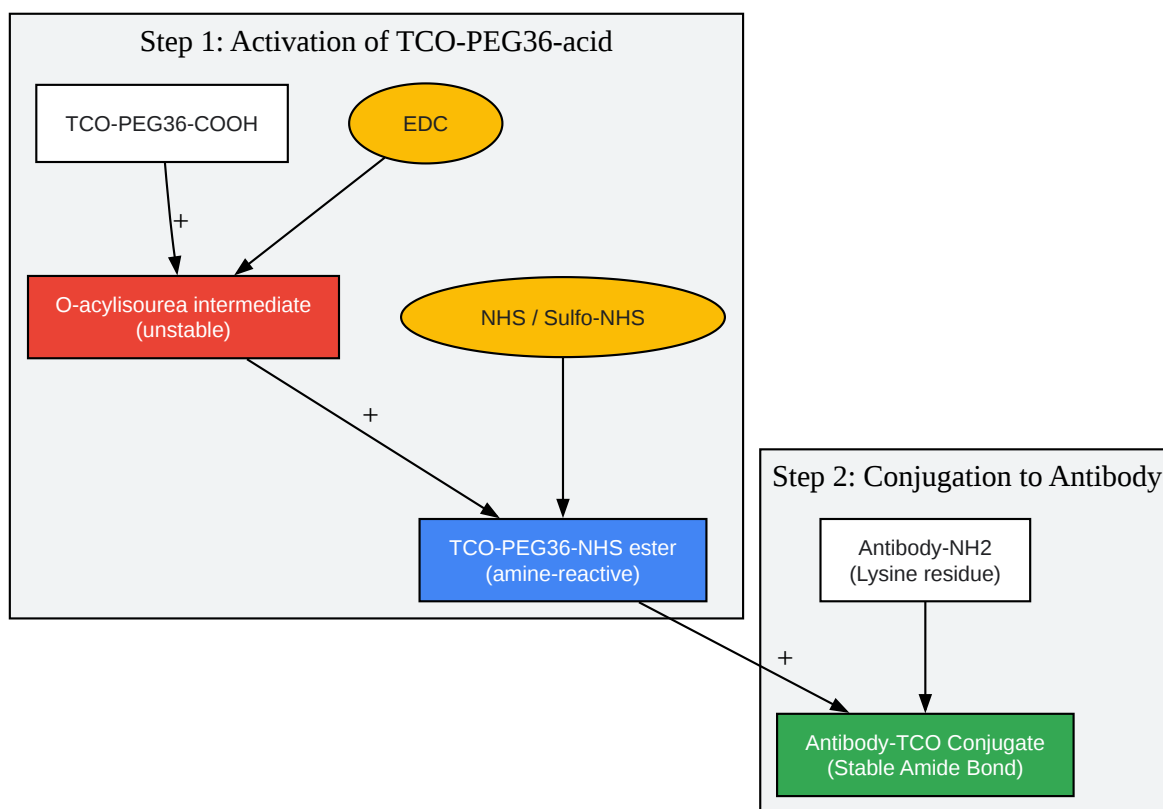 Step 1: Activation of TCO-PEG36-acid
TCO-PEG36-COOH
EDC
+
O-acylisourea intermediate
(unstable)
NHS / Sulfo-NHS
+
TCO-PEG36-NHS ester
(amine-reactive)
Step 2: Conjugation to Antibody
Antibody-NH2
(Lysine residue)
+
Antibody-TCO Conjugate
(Stable Amide Bond)